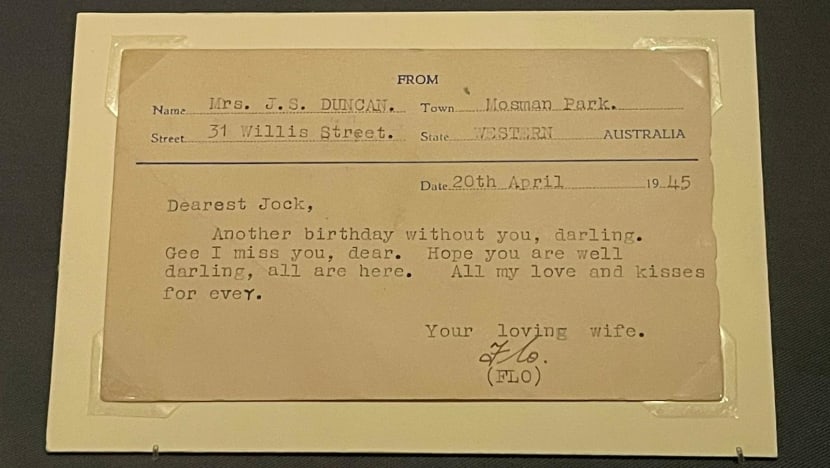 FROM
Name Mrs. J.S. DUNCAN. Town Mosman Park.
Street 31 Willis Street. State WESTERN AUSTRALIA
Date 20th April 1945
Dearest Jock,
Another birthday without you, darling.
Gee I miss you, dear. Hope you are well
darling, all are here. All my love and kisses
for ever.
Your loving wife.
Flo.
(FLO)